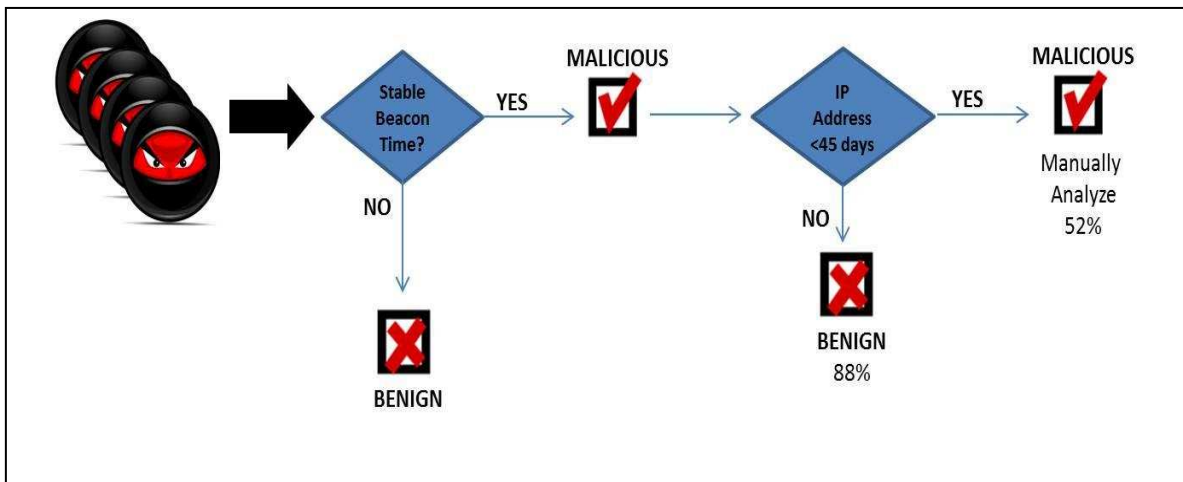 Stable
Beacon
Time?
YES
MALICIOUS
IP
Address
<45 days
YES
MALICIOUS
Manually
Analyze
52%
NO
BENIGN
NO
BENIGN
88%